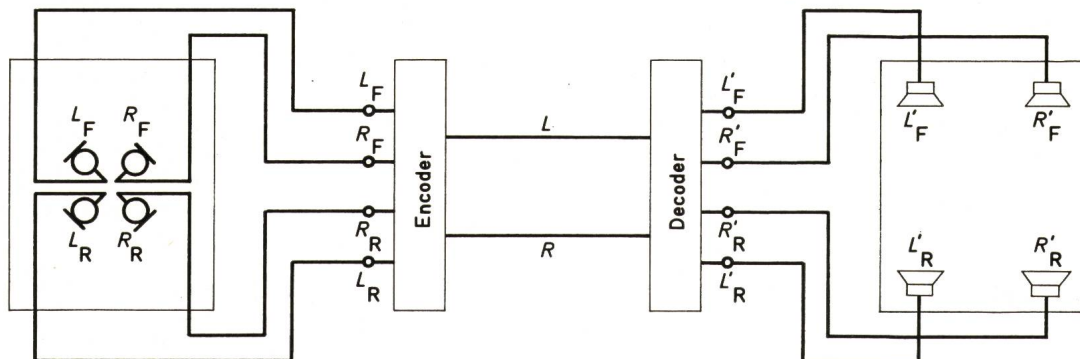 L_F R_F
L_R R_R
L_F
R_F
R_R
L_R
Encoder
L
R
Decoder
L'_F
R'_F
R'_R
L'_R
L'_F R'_F
L'_R R'_R